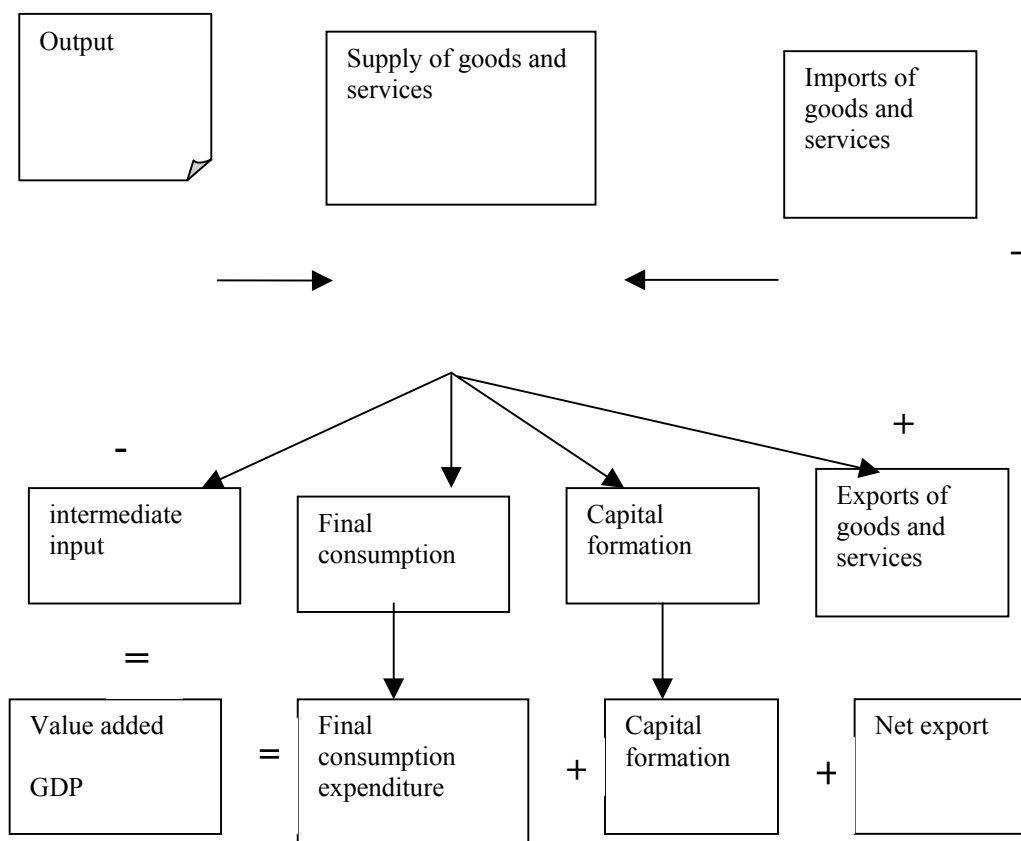 Output
Supply of goods and
services
Imports of
goods and
services
-
+
-
intermediate
input
Final
consumption
Capital
formation
Exports of
goods and
services
=
Value added
GDP
=
Final
consumption
expenditure
+
Capital
formation
+
Net export